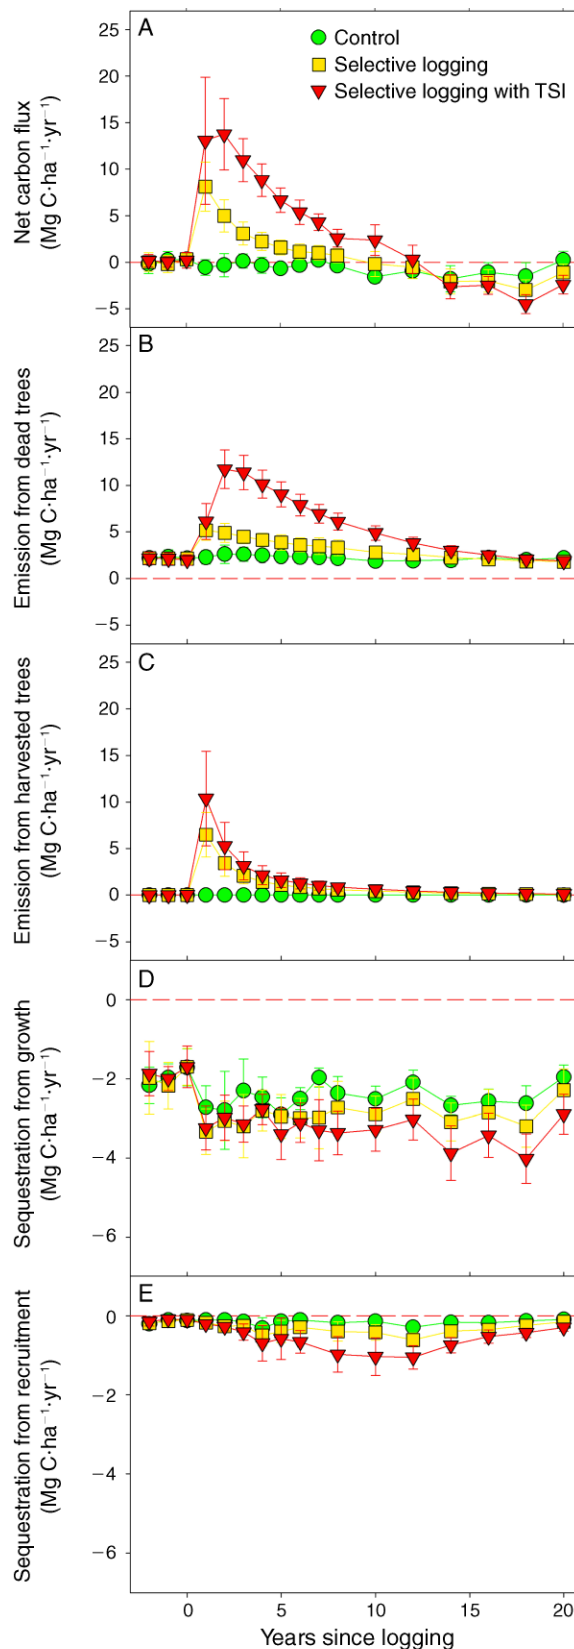 A
Control
Selective logging
Selective logging with TSI
25
20
15
10
5
0
−5
Net carbon flux
(Mg C·ha⁻¹·yr⁻¹)
B
25
20
15
10
5
0
−5
Emission from dead trees
(Mg C·ha⁻¹·yr⁻¹)
C
25
20
15
10
5
0
−5
Emission from harvested trees
(Mg C·ha⁻¹·yr⁻¹)
D
0
−2
−4
−6
Sequestration from growth
(Mg C·ha⁻¹·yr⁻¹)
E
0
−2
−4
−6
Sequestration from recruitment
(Mg C·ha⁻¹·yr⁻¹)
0 5 10 15 20
Years since logging